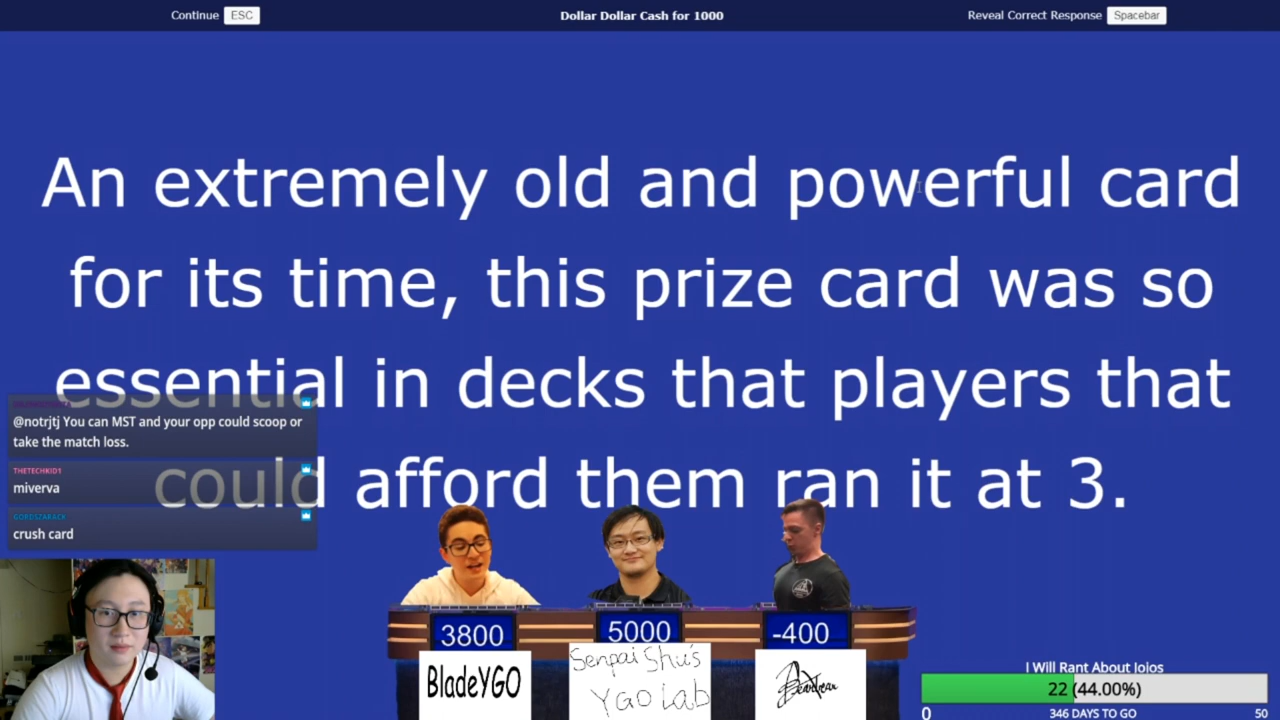 Continue ESC
Dollar Dollar Cash for 1000
Reveal Correct Response Spacebar
An extremely old and powerful card
for its time, this prize card was so
essential in decks that players that
could afford them ran it at 3.
@notrjtj You can MST and your opp could scoop or
take the match loss.
THETECHKID1
miverva
crush card
3800
5000
-400
BladeYGO
Senpai Shu's
YGO Lab
I Will Rant About Jojos
22 (44.00%)
0
346 DAYS TO GO
50